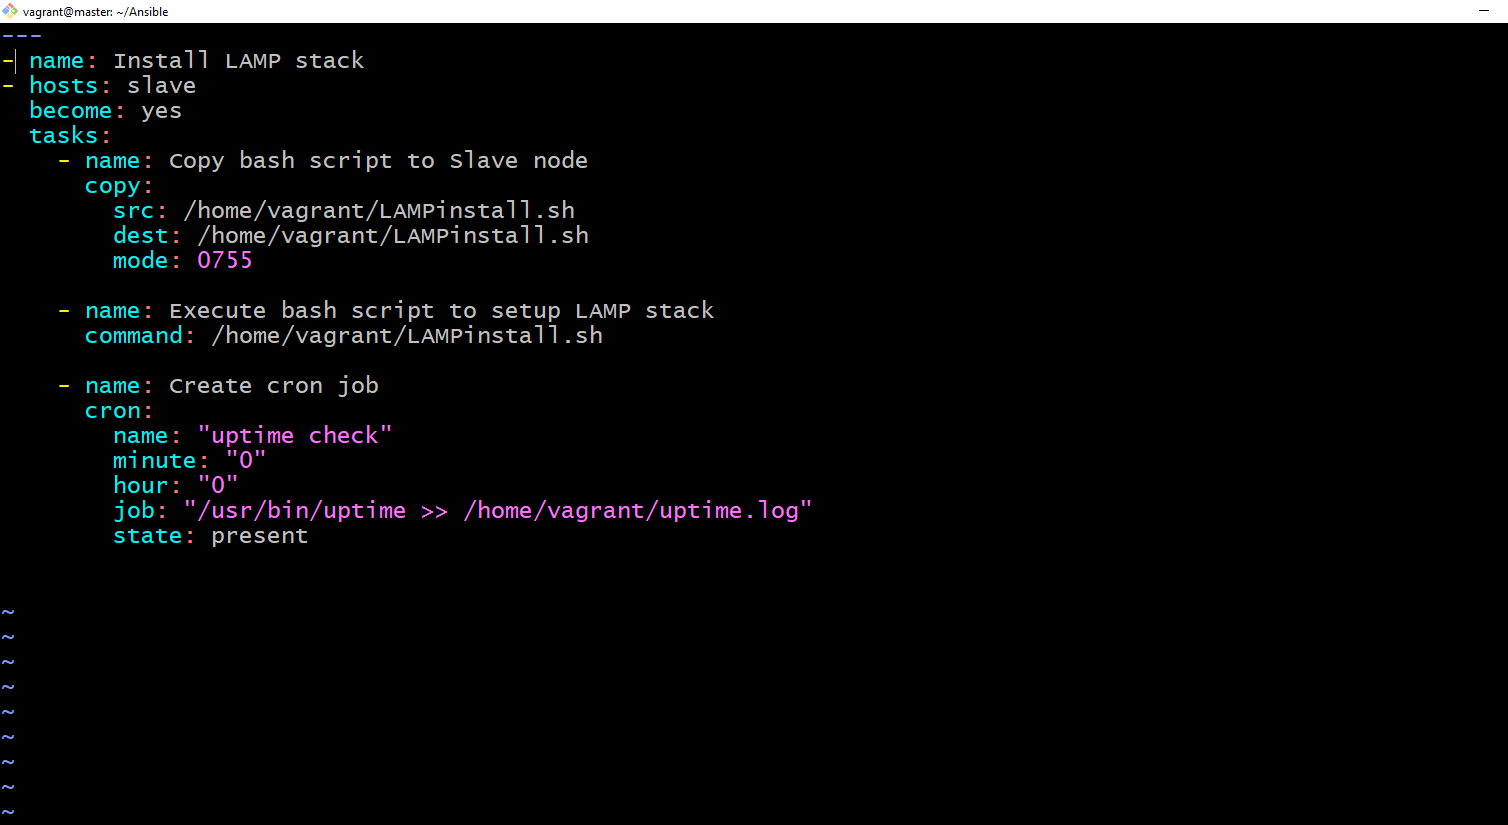 vagrant@master: ~/Ansible
---
- name: Install LAMP stack
- hosts: slave
  become: yes
  tasks:
    - name: Copy bash script to Slave node
      copy:
        src: /home/vagrant/LAMPinstall.sh
        dest: /home/vagrant/LAMPinstall.sh
        mode: 0755

    - name: Execute bash script to setup LAMP stack
      command: /home/vagrant/LAMPinstall.sh

    - name: Create cron job
      cron:
        name: "uptime check"
        minute: "0"
        hour: "0"
        job: "/usr/bin/uptime >> /home/vagrant/uptime.log"
        state: present

~
~
~
~
~
~
~
~
~